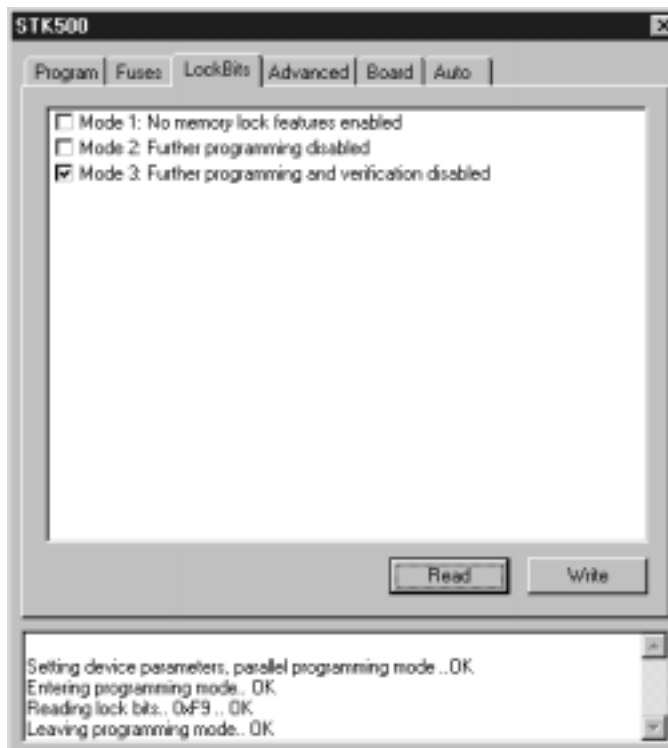 STK500
Program Fuses LockBits Advanced Board Auto
Mode 1: No memory lock features enabled
Mode 2: Further programming disabled
Mode 3: Further programming and verification disabled
Read Write
Setting device parameters, parallel programming mode ..OK
Entering programming mode.. OK
Reading lock bits.. 0xF9 .. OK
Leaving programming mode.. OK